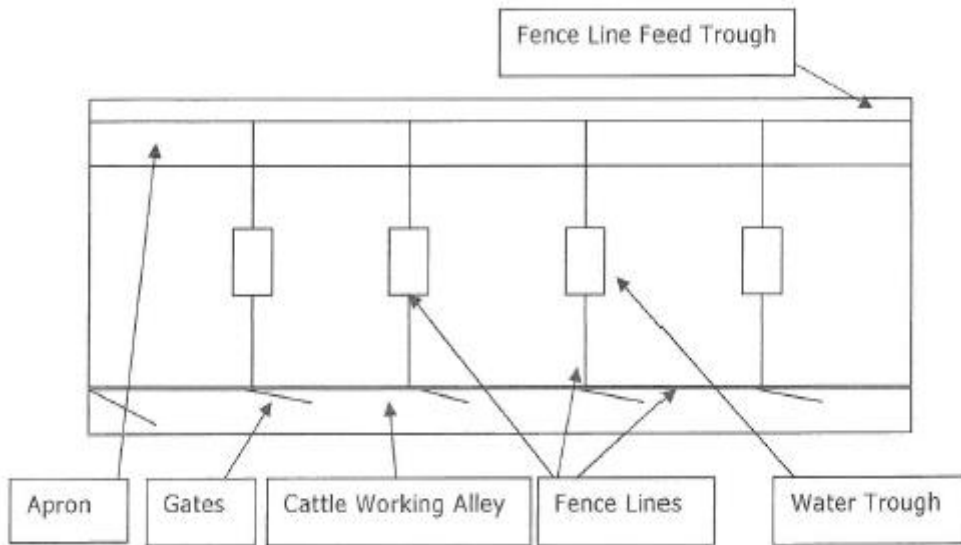 Fence Line Feed Trough
Apron
Gates
Cattle Working Alley
Fence Lines
Water Trough